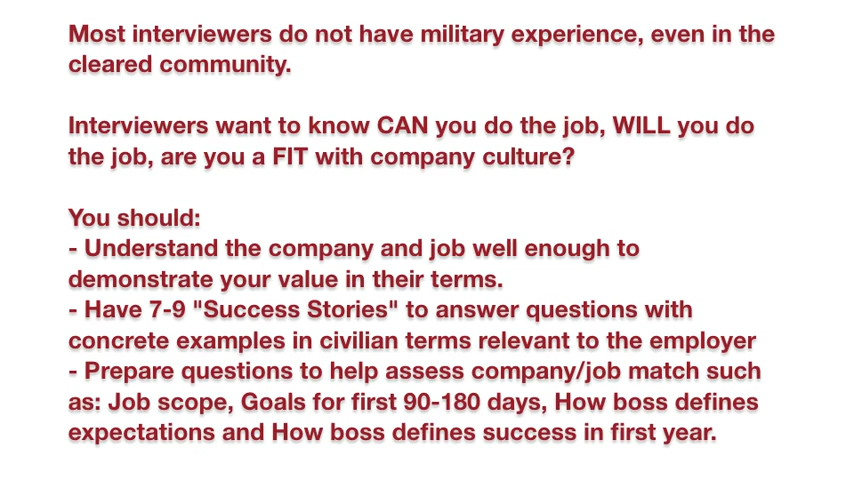 Most interviewers do not have military experience, even in the
cleared community.
Interviewers want to know CAN you do the job, WILL you do
the job, are you a FIT with company culture?
You should:
- Understand the company and job well enough to
demonstrate your value in their terms.
- Have 7-9 "Success Stories" to answer questions with
concrete examples in civilian terms relevant to the employer
- Prepare questions to help assess company/job match such
as: Job scope, Goals for first 90-180 days, How boss defines
expectations and How boss defines success in first year.